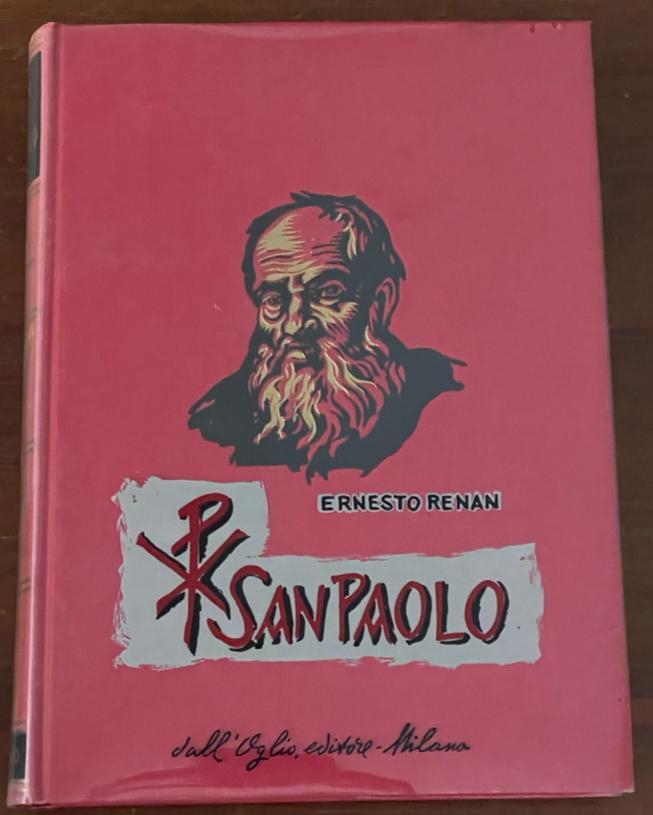 ERNESTO RENAN
SAN PAOLO
dall'Oglio, editore - Milano